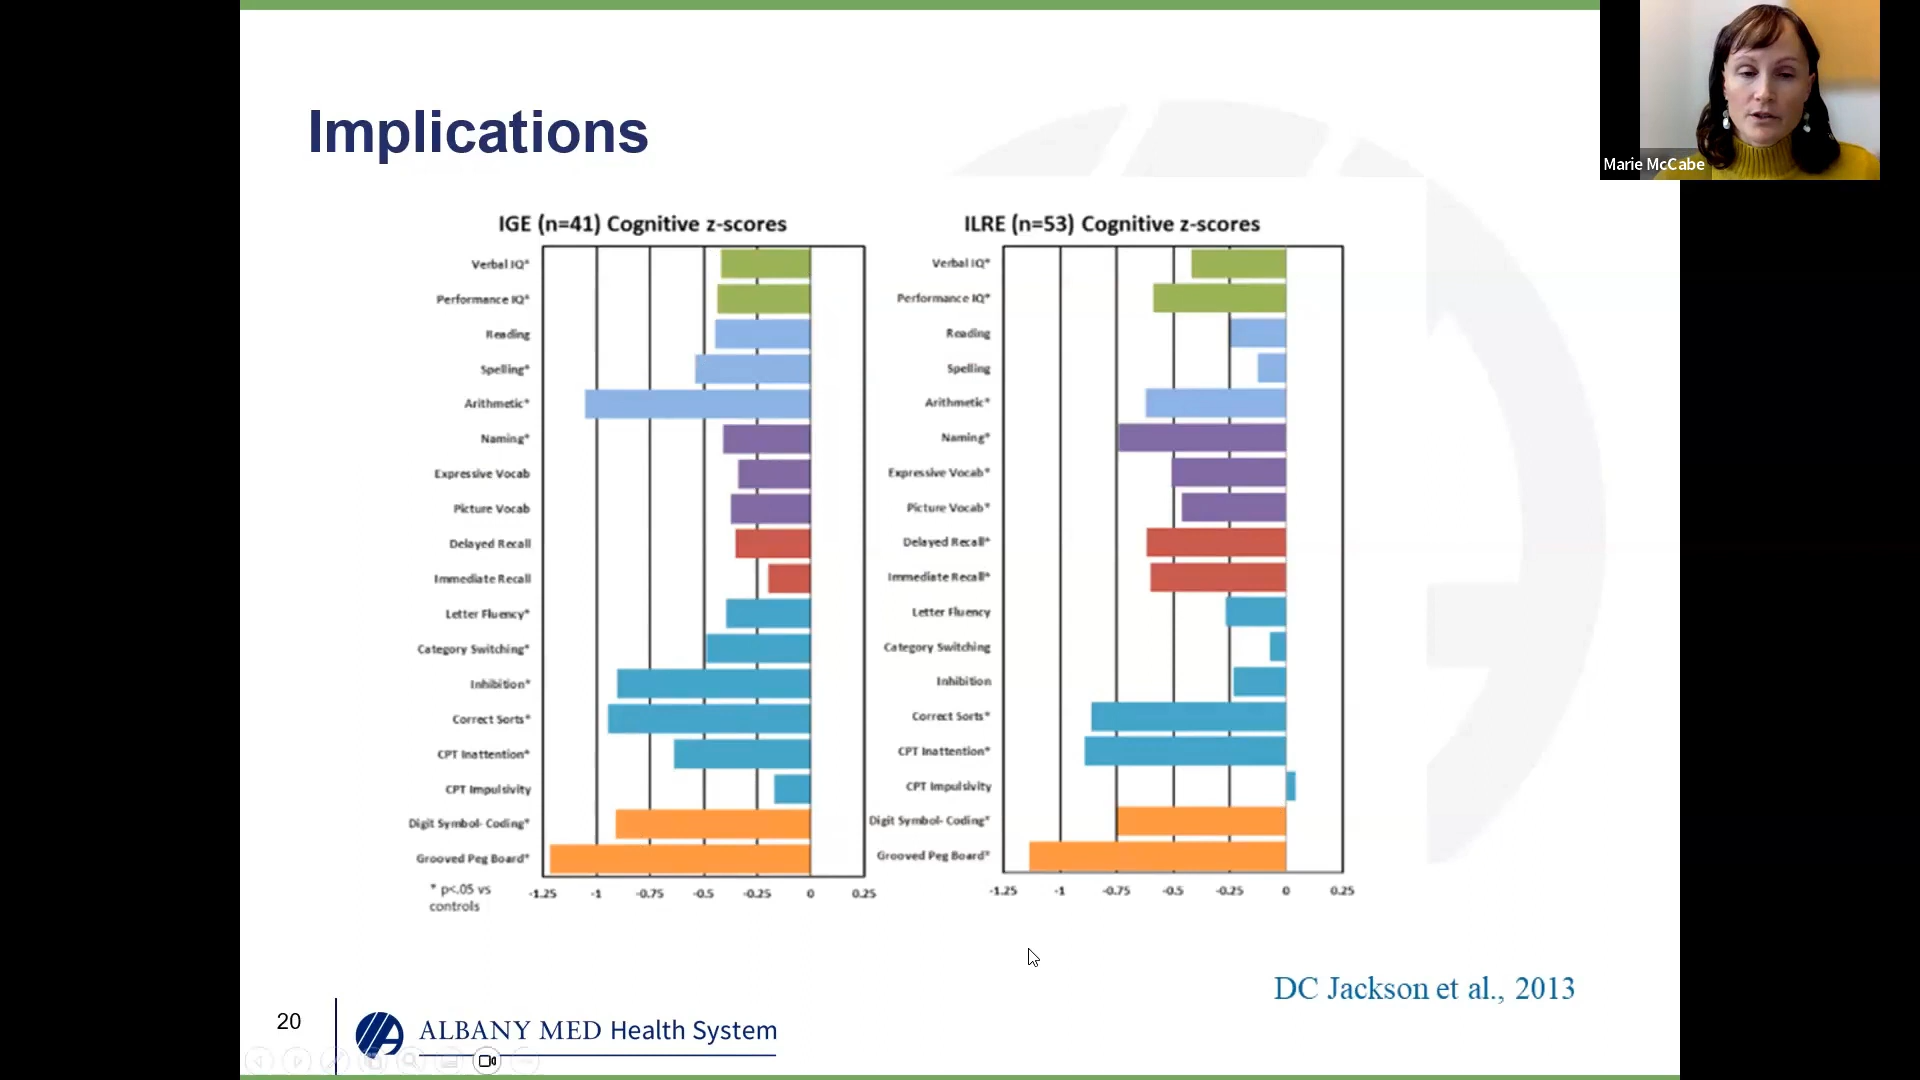 Implications
Marie McCabe
IGE (n=41) Cognitive z-scores
Verbal IQ*
Performance IQ*
Reading
Spelling*
Arithmetic*
Naming*
Expressive Vocab
Picture Vocab
Delayed Recall
Immediate Recall
Letter Fluency*
Category Switching*
Inhibition*
Correct Sorts*
CPT Inattention*
CPT Impulsivity
Digit Symbol- Coding*
Grooved Peg Board*
* p<.05 vs
controls
-1.25 -1 -0.75 -0.5 -0.25 0 0.25
ILRE (n=53) Cognitive z-scores
Verbal IQ*
Performance IQ*
Reading
Spelling
Arithmetic*
Naming*
Expressive Vocab*
Picture Vocab*
Delayed Recall*
Immediate Recall*
Letter Fluency
Category Switching
Inhibition
Correct Sorts*
CPT Inattention*
CPT Impulsivity
Digit Symbol- Coding*
Grooved Peg Board*
-1.25 -1 -0.75 -0.5 -0.25 0 0.25
DC Jackson et al., 2013
20
ALBANY MED Health System